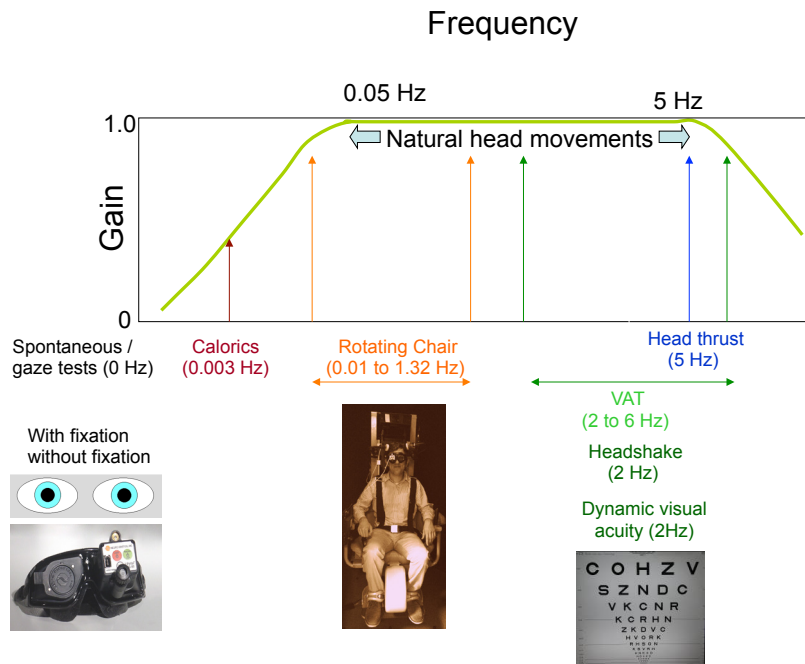 Frequency
0.05 Hz
5 Hz
1.0
Natural head movements
Gain
0
Spontaneous /
gaze tests (0 Hz)
Calorics
(0.003 Hz)
Rotating Chair
(0.01 to 1.32 Hz)
Head thrust
(5 Hz)
VAT
(2 to 6 Hz)
With fixation
without fixation
Headshake
(2 Hz)
Dynamic visual
acuity (2Hz)
C O H Z V
S Z N D C
V K C N R
K C R H N
Z K D V C
H V O R K
R H S O N